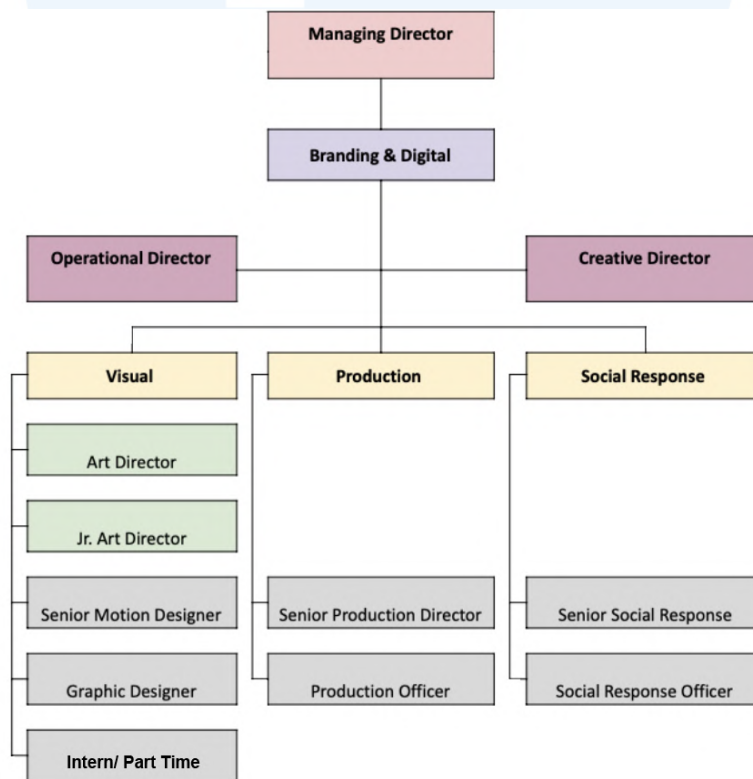 Managing Director
Branding & Digital
Operational Director
Creative Director
Visual
Production
Social Response
Art Director
Jr. Art Director
Senior Motion Designer
Senior Production Director
Senior Social Response
Graphic Designer
Production Officer
Social Response Officer
Intern/ Part Time